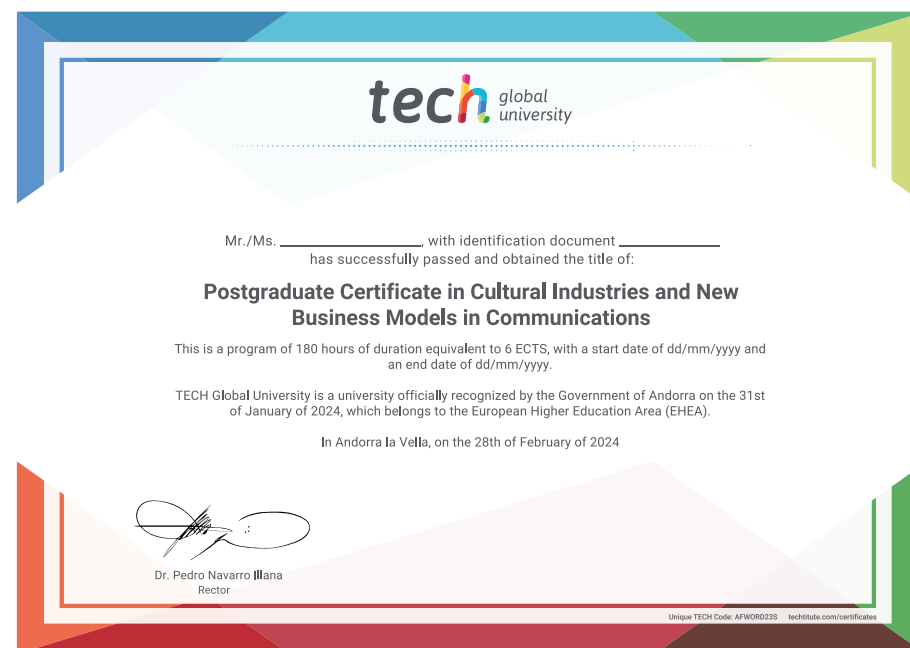 tech global university
Mr./Ms. ____________________, with identification document ______________
has successfully passed and obtained the title of:
Postgraduate Certificate in Cultural Industries and New
Business Models in Communications
This is a program of 180 hours of duration equivalent to 6 ECTS, with a start date of dd/mm/yyyy and
an end date of dd/mm/yyyy.
TECH Global University is a university officially recognized by the Government of Andorra on the 31st
of January of 2024, which belongs to the European Higher Education Area (EHEA).
In Andorra la Vella, on the 28th of February of 2024
Dr. Pedro Navarro Illana
Rector
Unique TECH Code: AFWORD23S techtitute.com/certificates